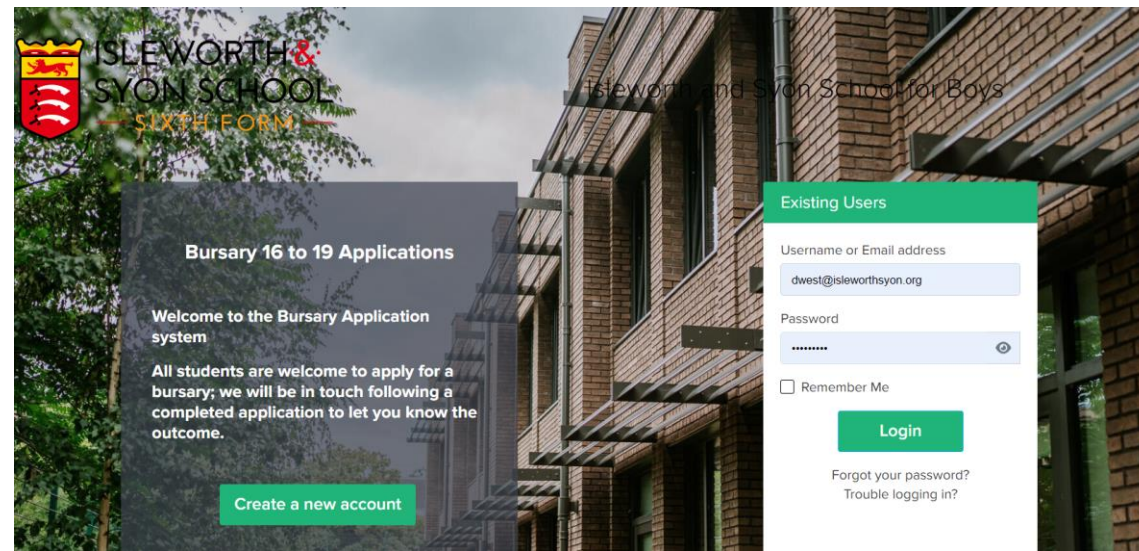 ISLEWORTH&
SYON SCHOOL
SIXTH FORM
Isleworth and Syon School for Boys
Bursary 16 to 19 Applications
Welcome to the Bursary Application
system
All students are welcome to apply for a
bursary; we will be in touch following a
completed application to let you know the
outcome.
Create a new account
Existing Users
Username or Email address
dwest@isleworthsyon.org
Password
•••••••••
Remember Me
Login
Forgot your password?
Trouble logging in?